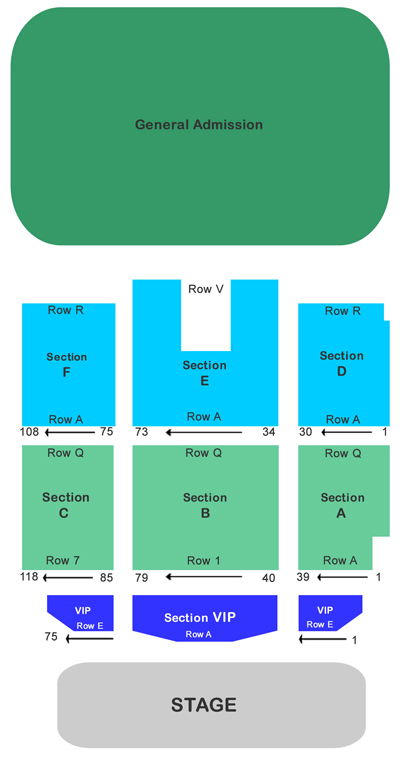 General Admission
Row V
Row R
Row R
Section
F
Section
E
Section
D
Row A
Row A
Row A
108
75
73
34
30
1
Row Q
Row Q
Row Q
Section
C
Section
B
Section
A
Row 7
Row 1
Row A
118
85
79
40
39
1
VIP
Row E
Section VIP
Row A
VIP
Row E
75
1
STAGE